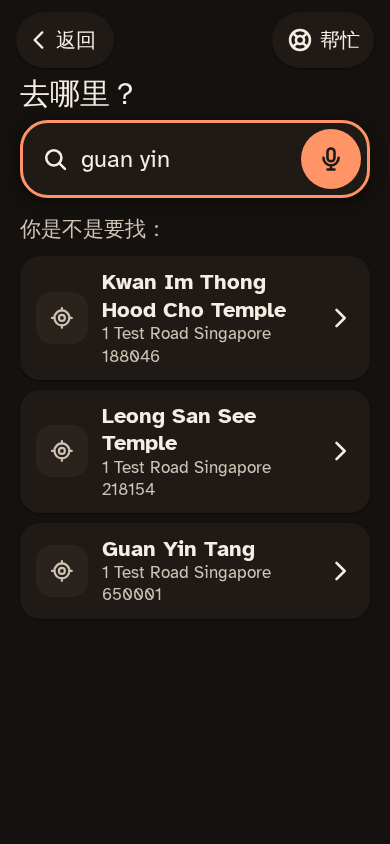 返回
帮忙
去哪里？
guan yin
你是不是要找：
Kwan Im Thong
Hood Cho Temple
1 Test Road Singapore
188046
Leong San See
Temple
1 Test Road Singapore
218154
Guan Yin Tang
1 Test Road Singapore
650001